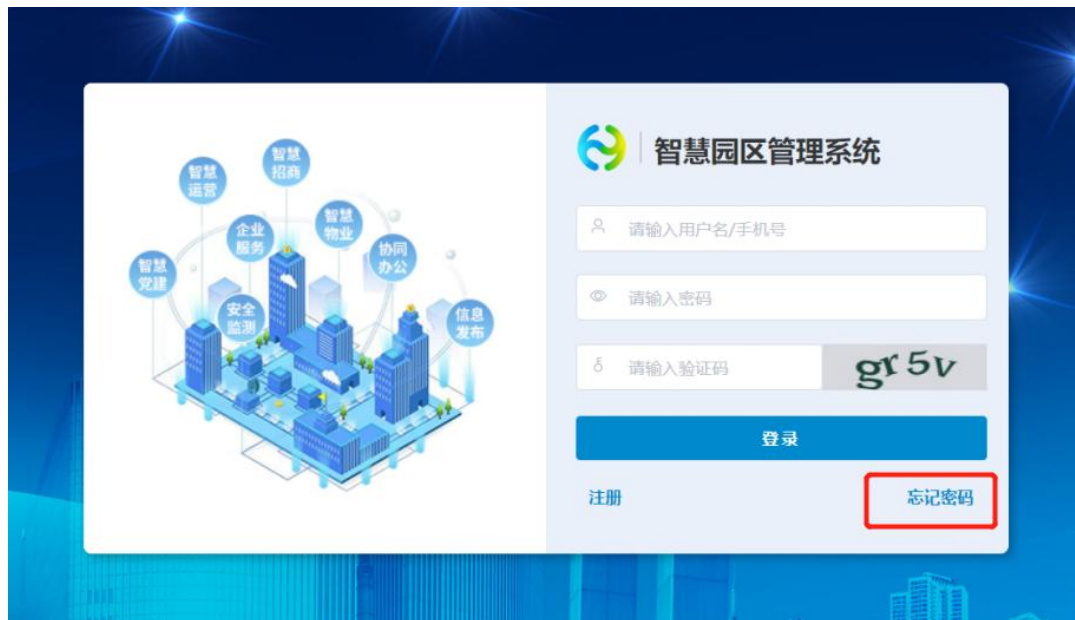 智慧
运营
智慧
招商
企业
服务
智慧
物业
协同
办公
智慧
党建
安全
监测
信息
发布
智慧园区管理系统
请输入用户名/手机号
请输入密码
请输入验证码
gr5v
登录
注册
忘记密码